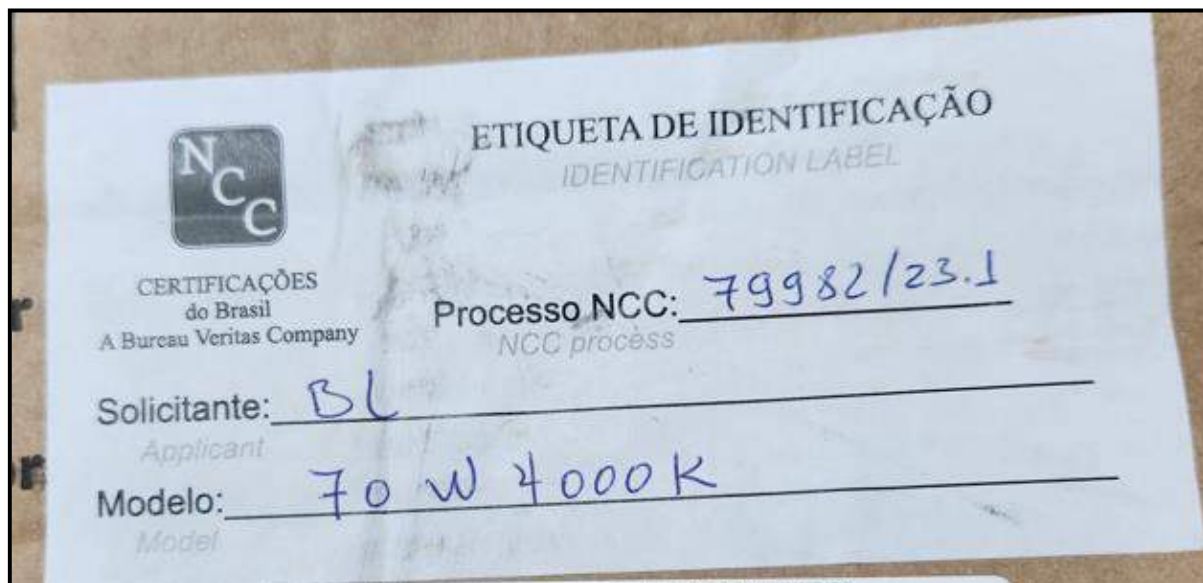 NCC
CERTIFICAÇÕES
do Brasil
A Bureau Veritas Company
ETIQUETA DE IDENTIFICAÇÃO
IDENTIFICATION LABEL
Processo NCC: 79982/23.1
NCC process
Solicitante: BL
Applicant
Modelo: 70 W 4000K
Model